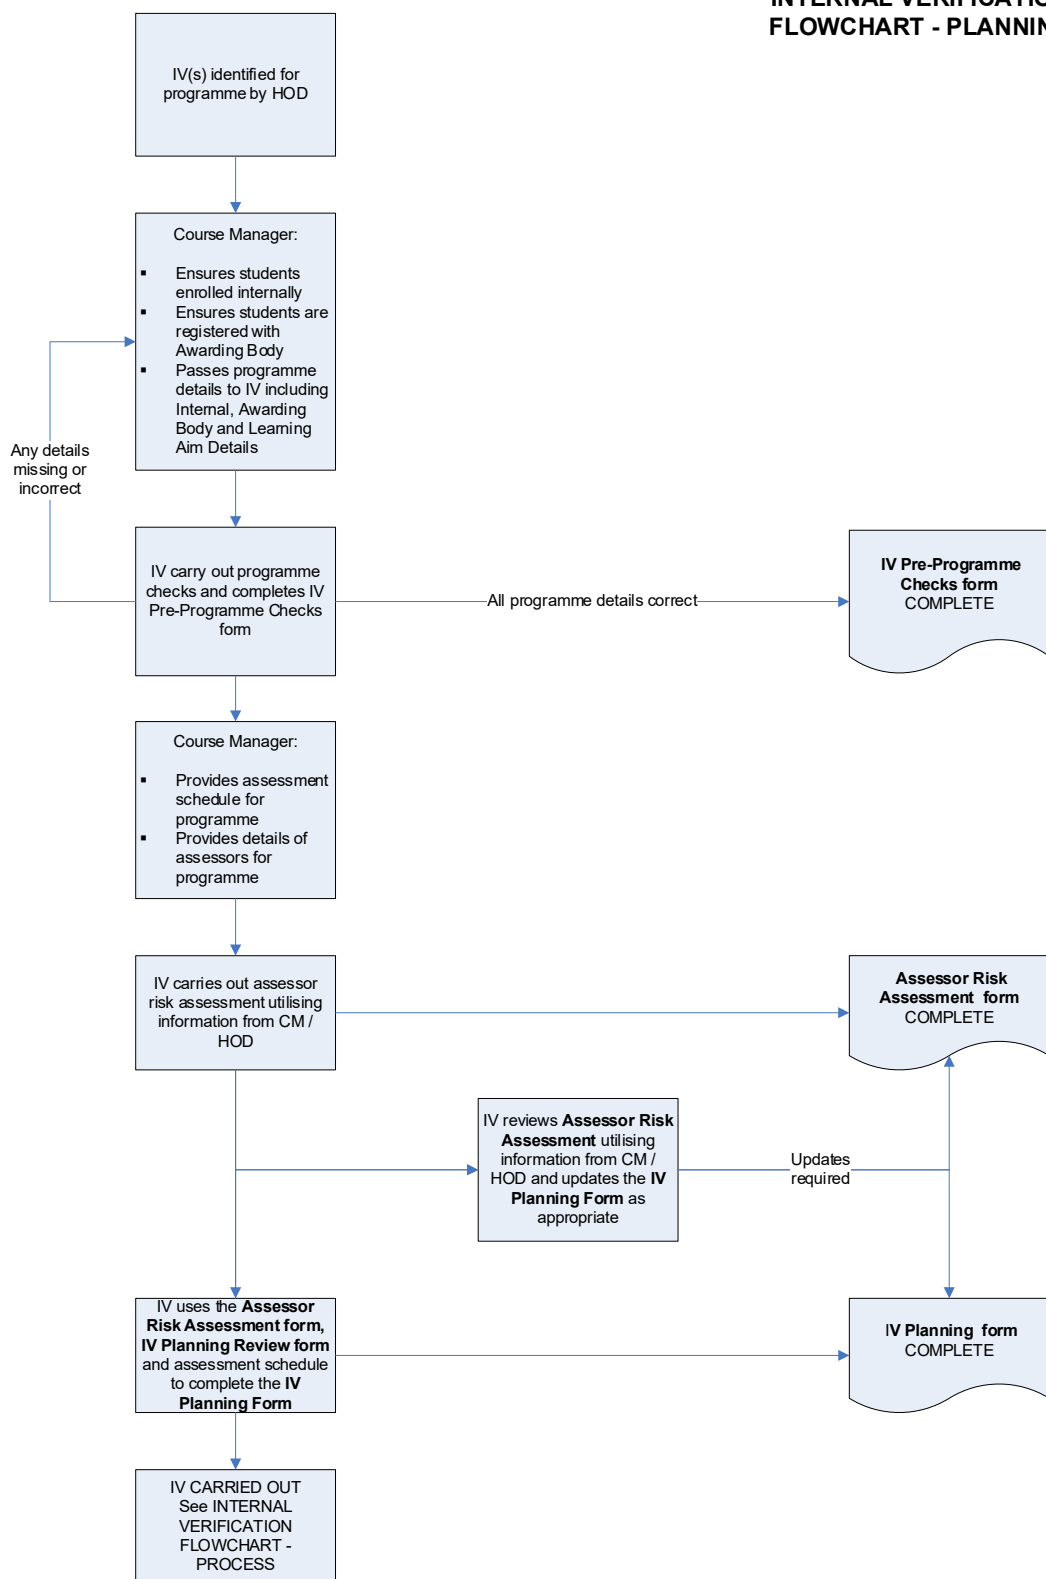 FLOWCHART - PLANNIN
IV(s) identified for
programme by HOD
Course Manager:
▪ Ensures students
enrolled internally
▪ Ensures students are
registered with
Awarding Body
▪ Passes programme
details to IV including
Internal, Awarding
Body and Learning
Aim Details
Any details
missing or
incorrect
IV carry out programme
checks and completes IV
Pre-Programme Checks
form
All programme details correct
IV Pre-Programme
Checks form
COMPLETE
Course Manager:
▪ Provides assessment
schedule for
programme
▪ Provides details of
assessors for
programme
IV carries out assessor
risk assessment utilising
information from CM /
HOD
Assessor Risk
Assessment form
COMPLETE
IV reviews Assessor Risk
Assessment utilising
information from CM /
HOD and updates the IV
Planning Form as
appropriate
Updates
required
IV uses the Assessor
Risk Assessment form,
IV Planning Review form
and assessment schedule
to complete the IV
Planning Form
IV Planning form
COMPLETE
IV CARRIED OUT
See INTERNAL
VERIFICATION
FLOWCHART -
PROCESS